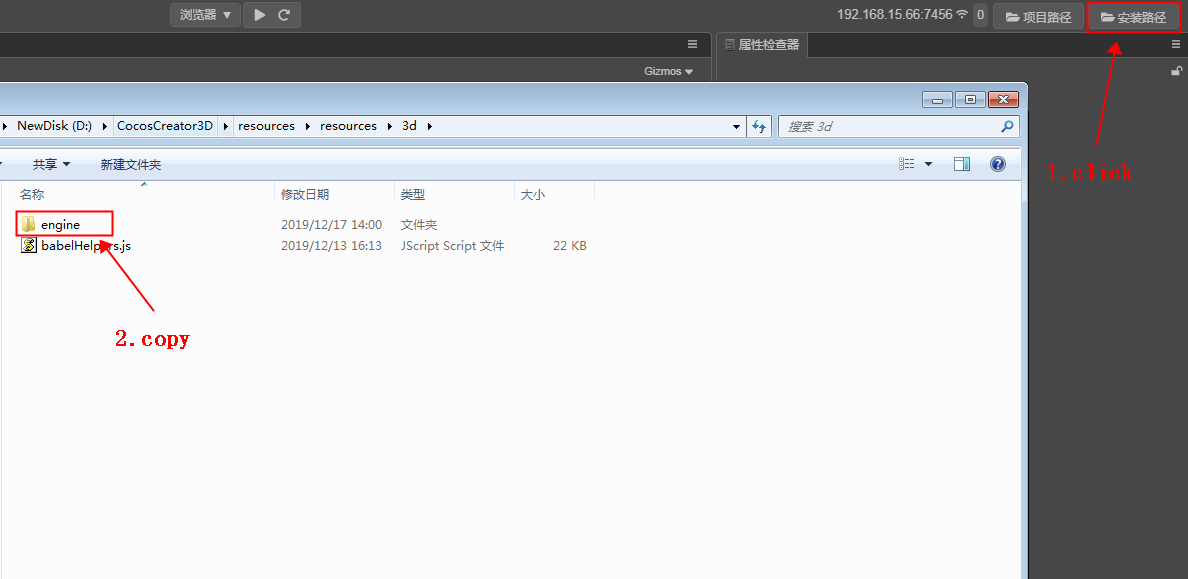 浏览器
192.168.15.66:7456
0
项目路径
安装路径
属性检查器
Gizmos
NewDisk (D:)
CocosCreator3D
resources
resources
3d
搜索 3d
共享
新建文件夹
1.click
名称
修改日期
类型
大小
engine
2019/12/17 14:00
文件夹
babelHelpers.js
2019/12/13 16:13
JScript Script 文件
22 KB
2.copy